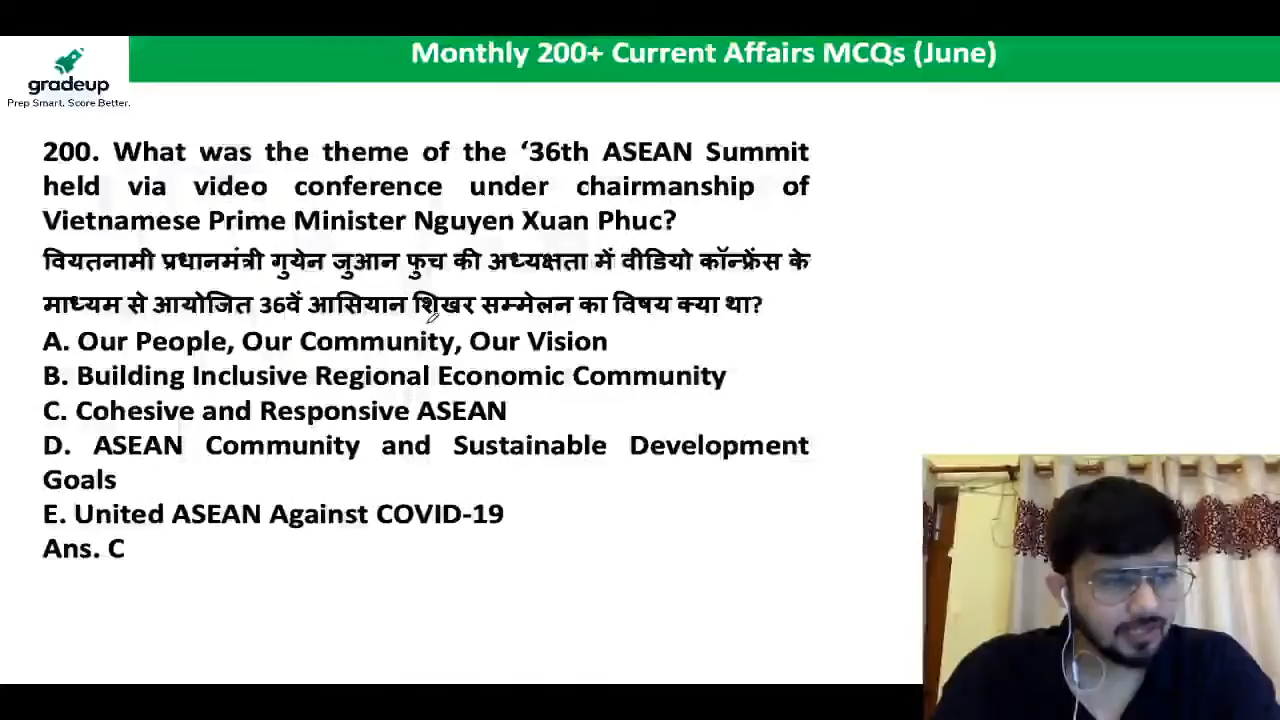 Monthly 200+ Current Affairs MCQs (June)
gradeup
Prep Smart. Score Better.
200. What was the theme of the ‘36th ASEAN Summit
held via video conference under chairmanship of
Vietnamese Prime Minister Nguyen Xuan Phuc?
वियतनामी प्रधानमंत्री गुयेन जुआन फुच की अध्यक्षता में वीडियो कॉन्फ्रेंस के
माध्यम से आयोजित 36वें आसियान शिखर सम्मेलन का विषय क्या था?
A. Our People, Our Community, Our Vision
B. Building Inclusive Regional Economic Community
C. Cohesive and Responsive ASEAN
D. ASEAN Community and Sustainable Development
Goals
E. United ASEAN Against COVID-19
Ans. C